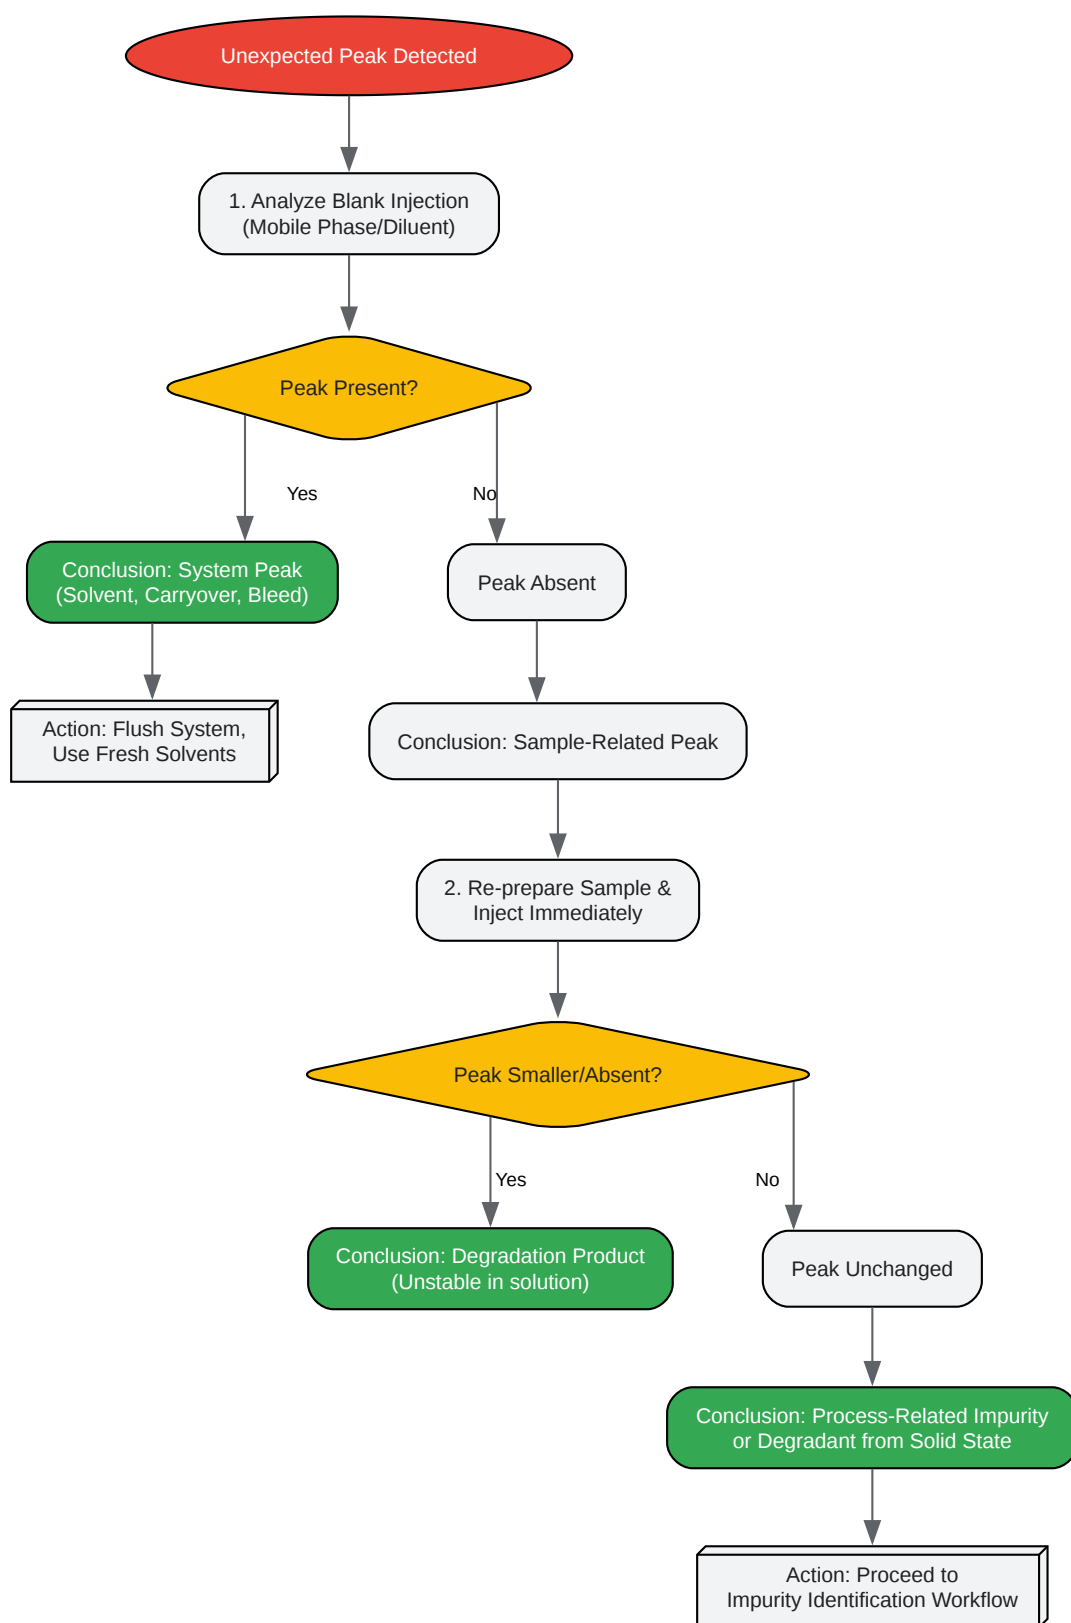 Unexpected Peak Detected
1. Analyze Blank Injection
(Mobile Phase/Diluent)
Peak Present?
Yes
No
Conclusion: System Peak
(Solvent, Carryover, Bleed)
Peak Absent
Action: Flush System,
Use Fresh Solvents
Conclusion: Sample-Related Peak
2. Re-prepare Sample &
Inject Immediately
Peak Smaller/Absent?
Yes
No
Conclusion: Degradation Product
(Unstable in solution)
Peak Unchanged
Conclusion: Process-Related Impurity
or Degradant from Solid State
Action: Proceed to
Impurity Identification Workflow